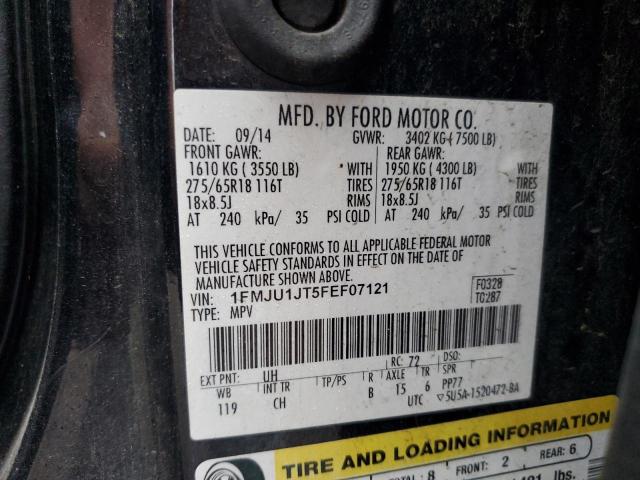 MFD. BY FORD MOTOR CO.
DATE: 09/14 GVWR: 3402 KG ( 7500 LB)
FRONT GAWR: REAR GAWR:
1610 KG ( 3550 LB) WITH 1950 KG ( 4300 LB) WITH
275/65R18 116T TIRES 275/65R18 116T TIRES
18x8.5J RIMS 18x8.5J RIMS
AT 240 kPa/ 35 PSI COLD AT 240 kPa/ 35 PSI COLD
THIS VEHICLE CONFORMS TO ALL APPLICABLE FEDERAL MOTOR
VEHICLE SAFETY STANDARDS IN EFFECT ON THE DATE OF
MANUFACTURE SHOWN ABOVE.
VIN: 1FMJU1JT5FEF07121 F0328
TYPE: MPV TC287
EXT PNT: UH RC: 72 DSO:
WB INT TR TP/PS R AXLE TR SPR
119 CH B 15 6 PP77
UTC 5U5A-1520472-BA
TIRE AND LOADING INFORMATION
TOTAL: 8 FRONT: 2 REAR: 6
lbs.